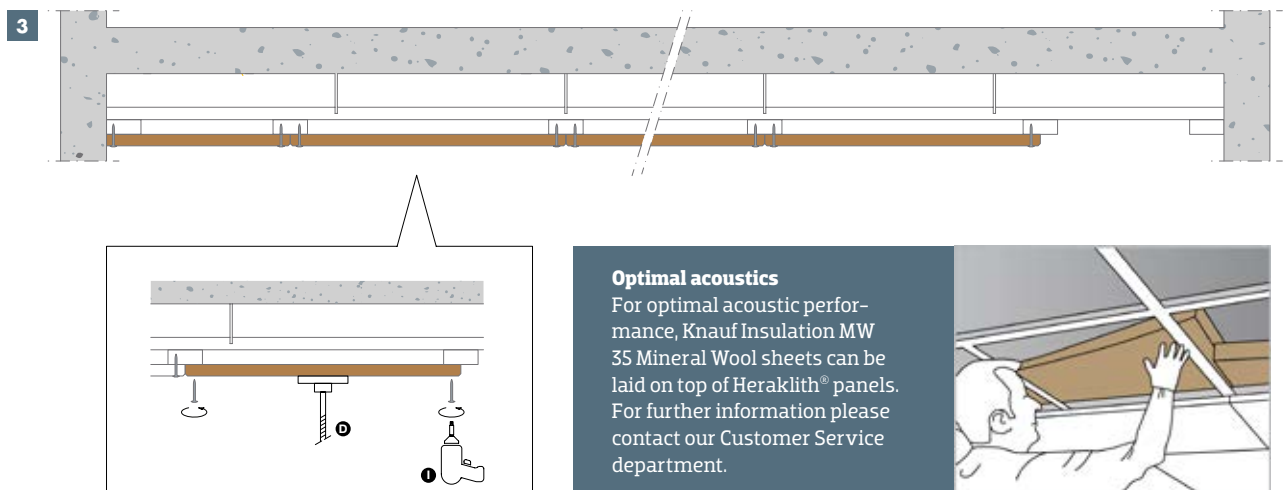 3
Optimal acoustics
For optimal acoustic perfor-
mance, Knauf Insulation MW
35 Mineral Wool sheets can be
laid on top of Heraklith® panels.
For further information please
contact our Customer Service
department.
D
I